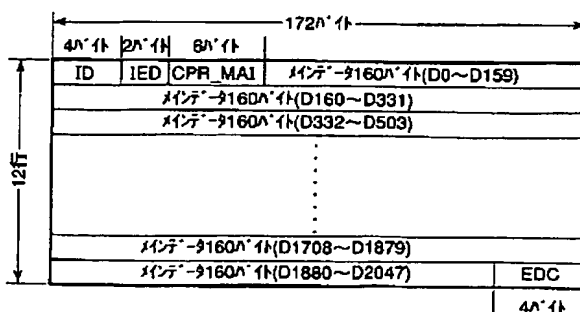 172ﾊﾞｲﾄ
4ﾊﾞｲﾄ 2ﾊﾞｲﾄ 6ﾊﾞｲﾄ
ID IED CPR_MAI ﾒｲﾝﾃﾞｰﾀ160ﾊﾞｲﾄ(D0～D159)
ﾒｲﾝﾃﾞｰﾀ160ﾊﾞｲﾄ(D160～D331)
ﾒｲﾝﾃﾞｰﾀ160ﾊﾞｲﾄ(D332～D503)
12行
ﾒｲﾝﾃﾞｰﾀ160ﾊﾞｲﾄ(D1708～D1879)
ﾒｲﾝﾃﾞｰﾀ160ﾊﾞｲﾄ(D1880～D2047) EDC
4ﾊﾞｲﾄ